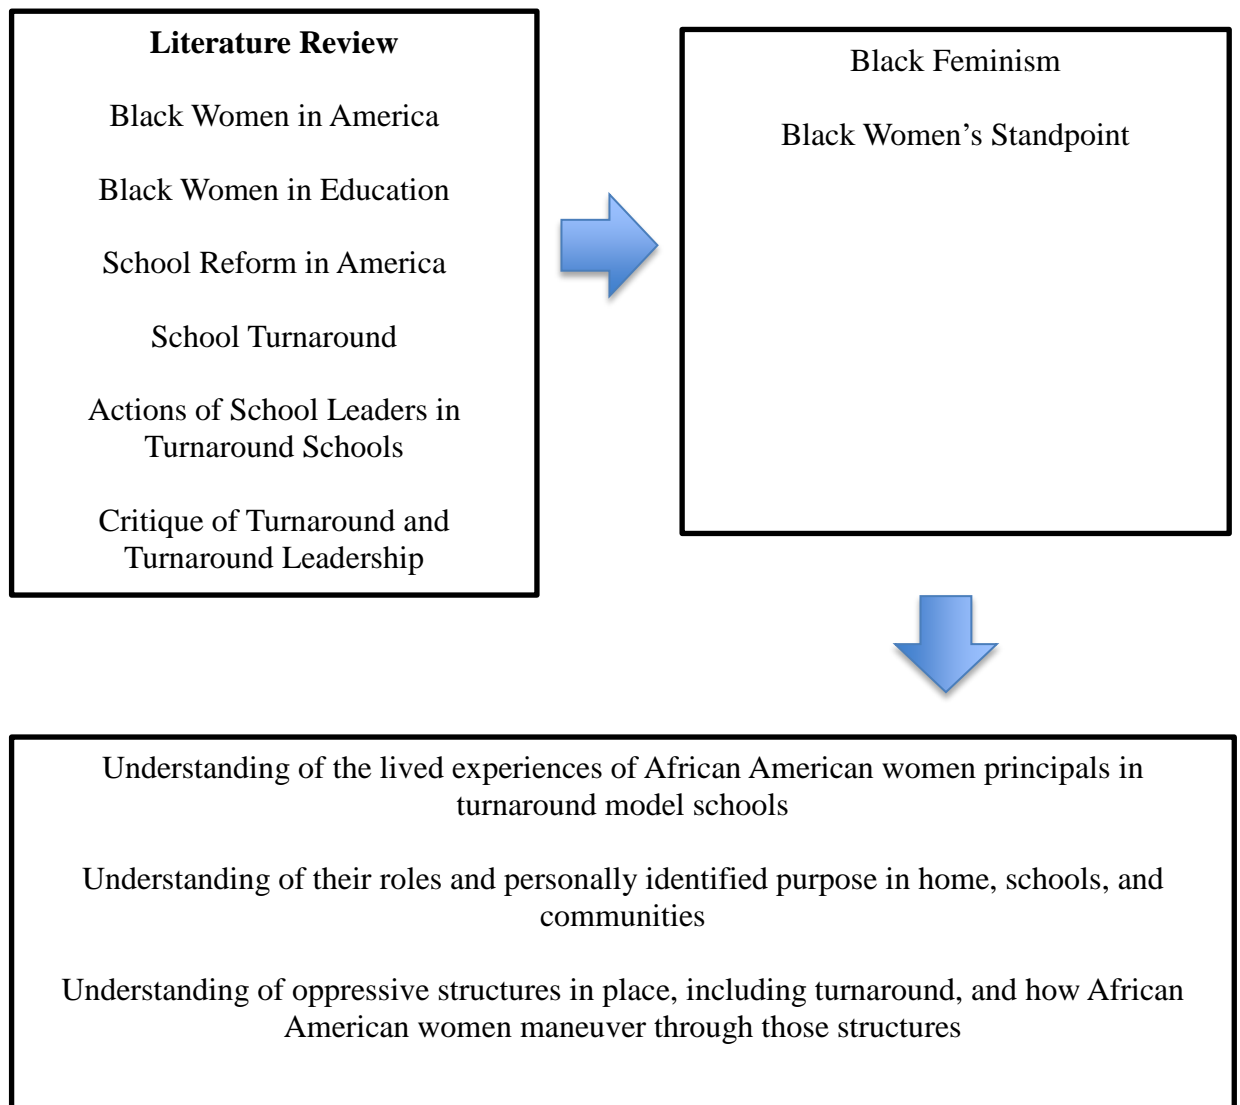 Literature Review
Black Women in America
Black Women in Education
School Reform in America
School Turnaround
Actions of School Leaders in
Turnaround Schools
Critique of Turnaround and
Turnaround Leadership
Black Feminism
Black Women’s Standpoint
Understanding of the lived experiences of African American women principals in
turnaround model schools
Understanding of their roles and personally identified purpose in home, schools, and
communities
Understanding of oppressive structures in place, including turnaround, and how African
American women maneuver through those structures